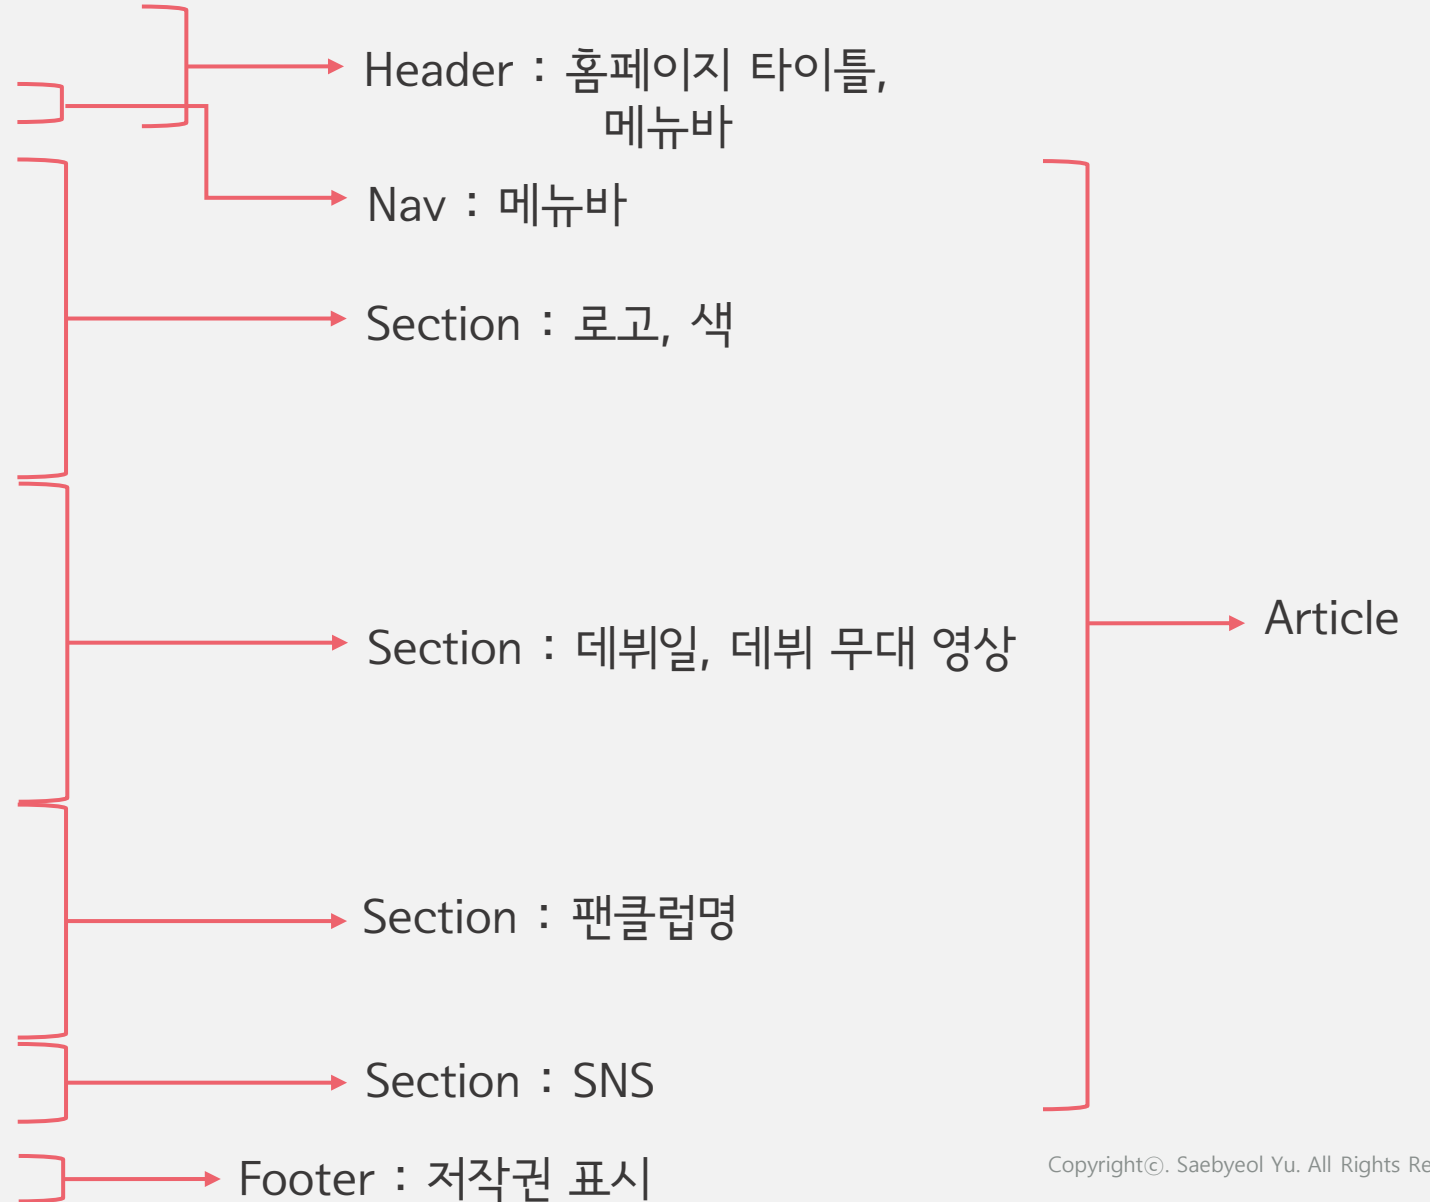 Header : 홈페이지 타이틀,
메뉴바
Nav : 메뉴바
Section : 로고, 색
Section : 데뷔일, 데뷔 무대 영상
Article
Section : 팬클럽명
Section : SNS
Footer : 저작권 표시
Copyrightⓒ. Saebyeol Yu. All Rights Re